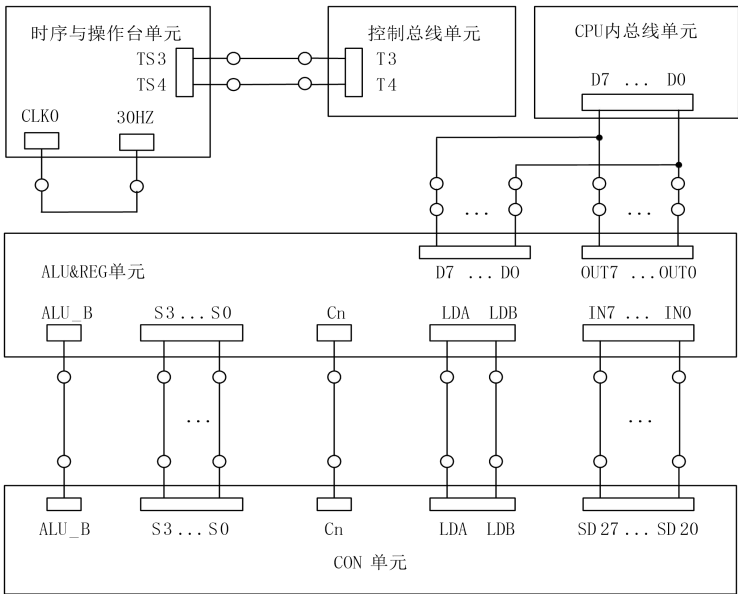 时序与操作台单元
控制总线单元
CPU内总线单元
TS3
T3
TS4
T4
D7 ... D0
CLK0
30HZ
...
...
ALU&REG单元
D7 ... D0
OUT7 ... OUT0
ALU_B
S3 ... S0
Cn
LDA
LDB
IN7 ... IN0
...
...
ALU_B
S3 ... S0
Cn
LDA
LDB
SD27 ... SD20
CON 单元